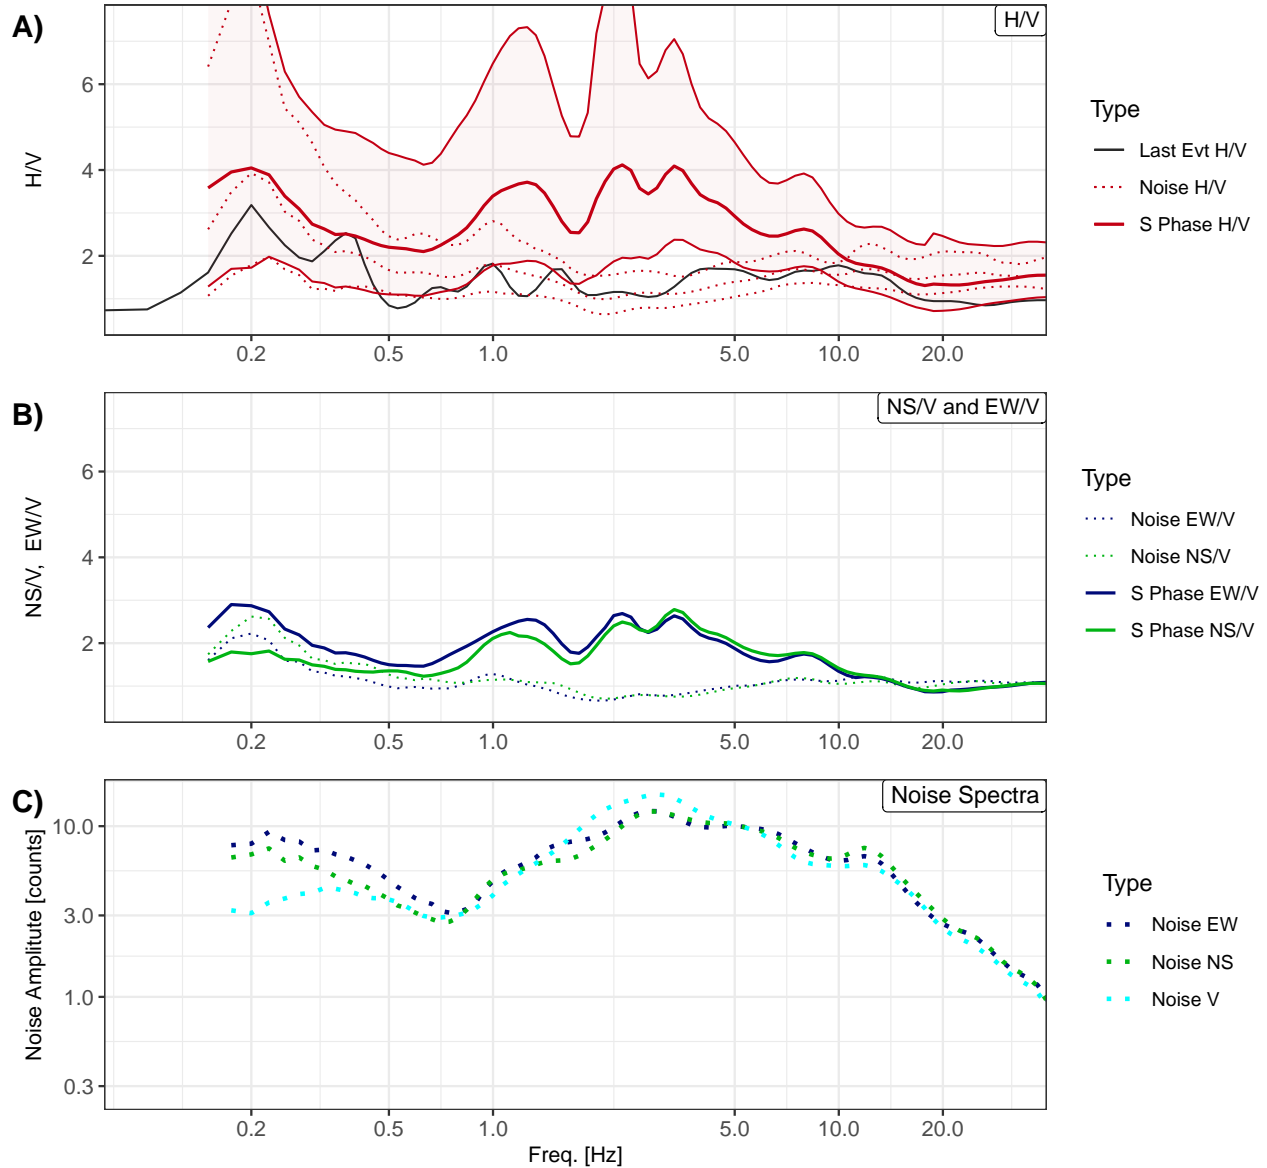 A)
H/V
H/V
6
4
2
0.2
0.5
1.0
5.0
10.0
20.0
Type
Last Evt H/V
Noise H/V
S Phase H/V
B)
NS/V and EW/V
NS/V,  EW/V
6
4
2
0.2
0.5
1.0
5.0
10.0
20.0
Type
Noise EW/V
Noise NS/V
S Phase EW/V
S Phase NS/V
C)
Noise Spectra
Noise Amplitude [counts]
10.0
3.0
1.0
0.3
0.2
0.5
1.0
5.0
10.0
20.0
Freq. [Hz]
Type
Noise EW
Noise NS
Noise V